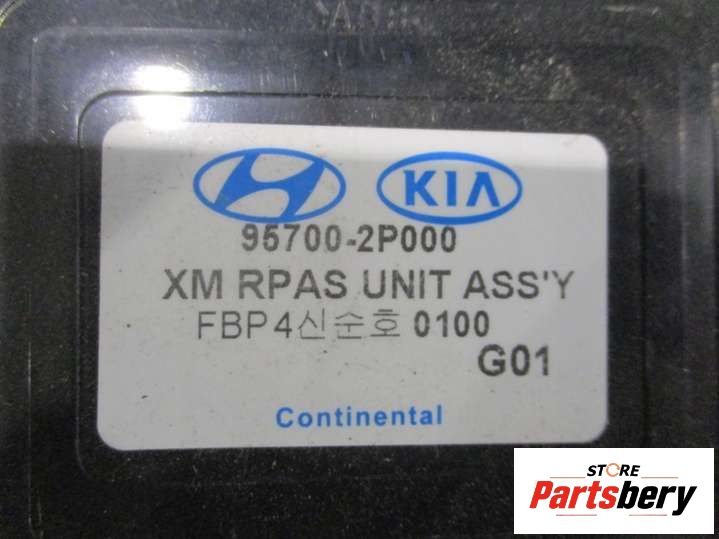 KIA
95700-2P000
XM RPAS UNIT ASS'Y
FBP4신순호 0100
G01
Continental
STORE
Partsbery